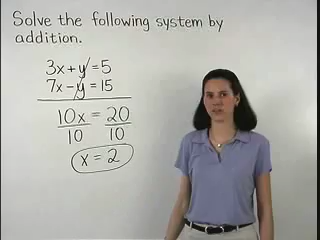 Solve the following system by
addition.
3x + y = 5
7x - y = 15
10x = 20
10 10
x = 2